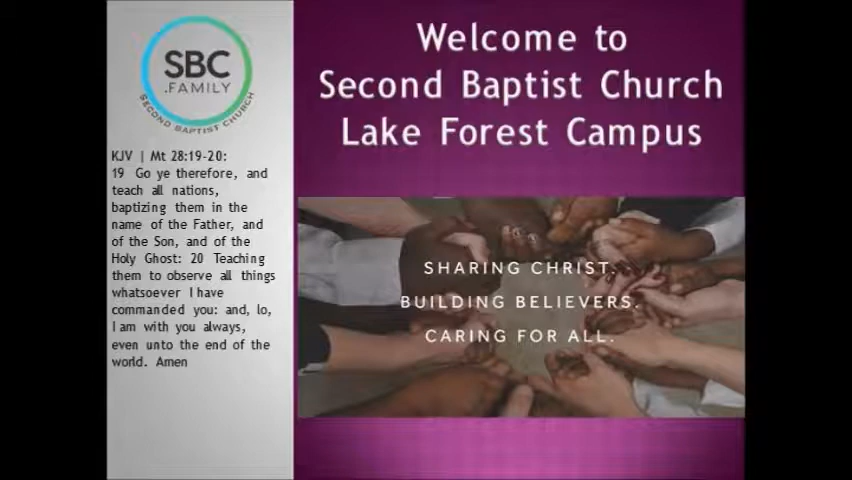 SBC
.FAMILY
SECOND BAPTIST CHURCH
KJV | Mt 28:19-20:
19 Go ye therefore, and
teach all nations,
baptizing them in the
name of the Father, and
of the Son, and of the
Holy Ghost: 20 Teaching
them to observe all things
whatsoever I have
commanded you: and, lo,
I am with you always,
even unto the end of the
world. Amen
Welcome to
Second Baptist Church
Lake Forest Campus
SHARING CHRIST.
BUILDING BELIEVERS.
CARING FOR ALL.